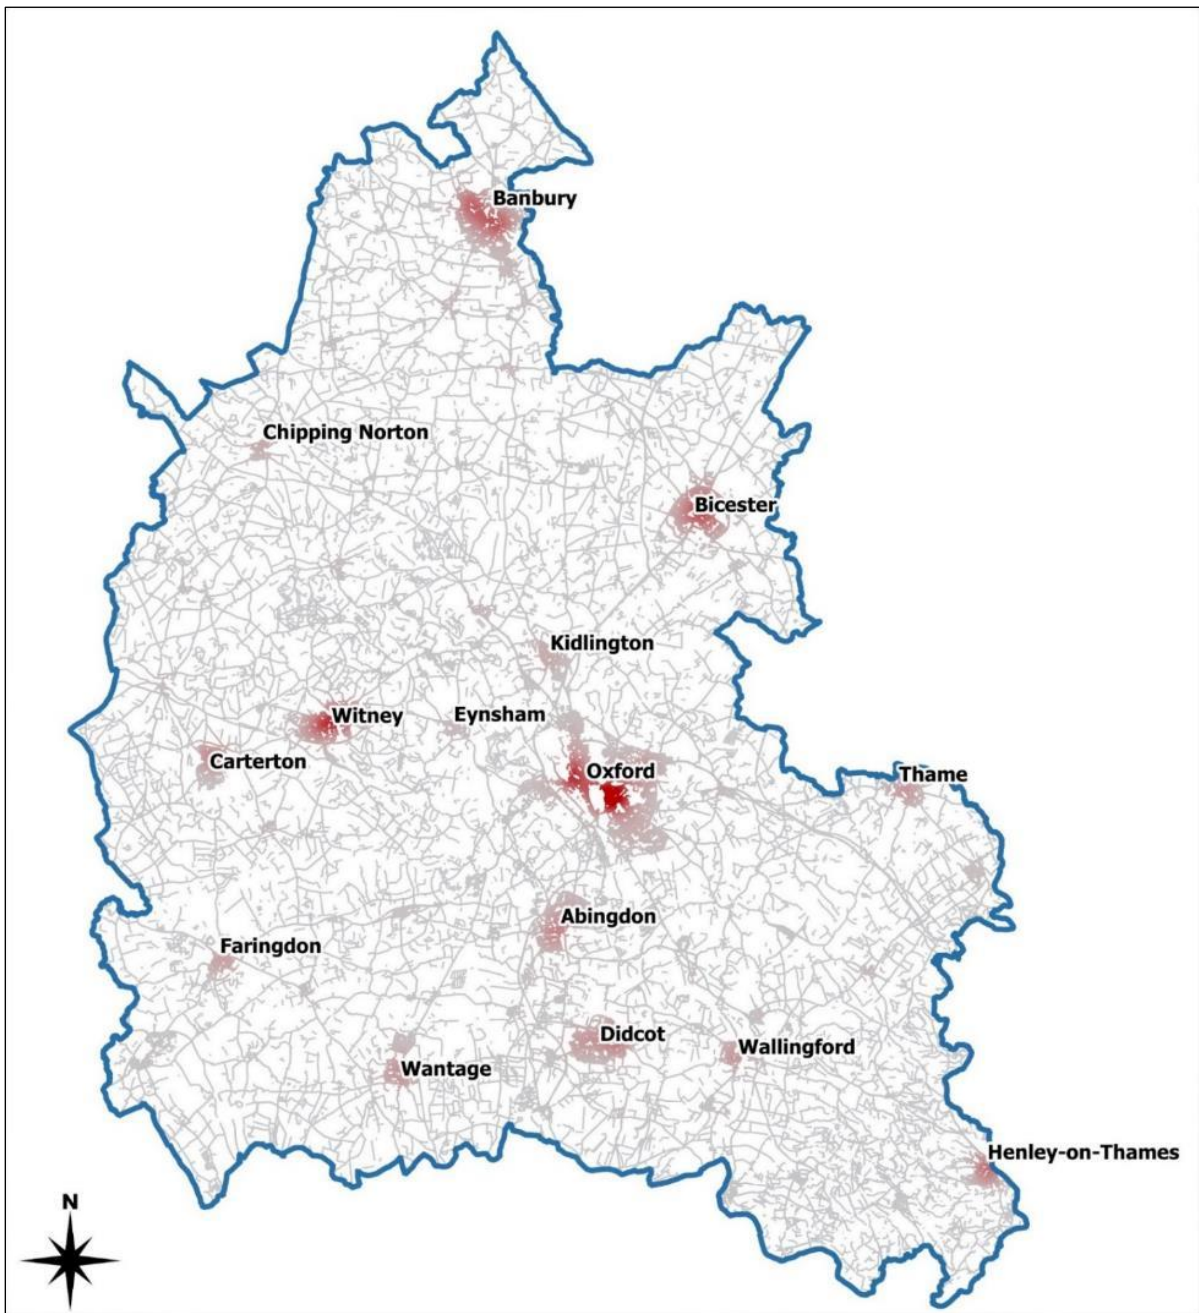 Banbury
Chipping Norton
Bicester
Kidlington
Witney
Eynsham
Carterton
Oxford
Thame
Abingdon
Faringdon
Didcot
Wallingford
Wantage
Henley-on-Thames
N